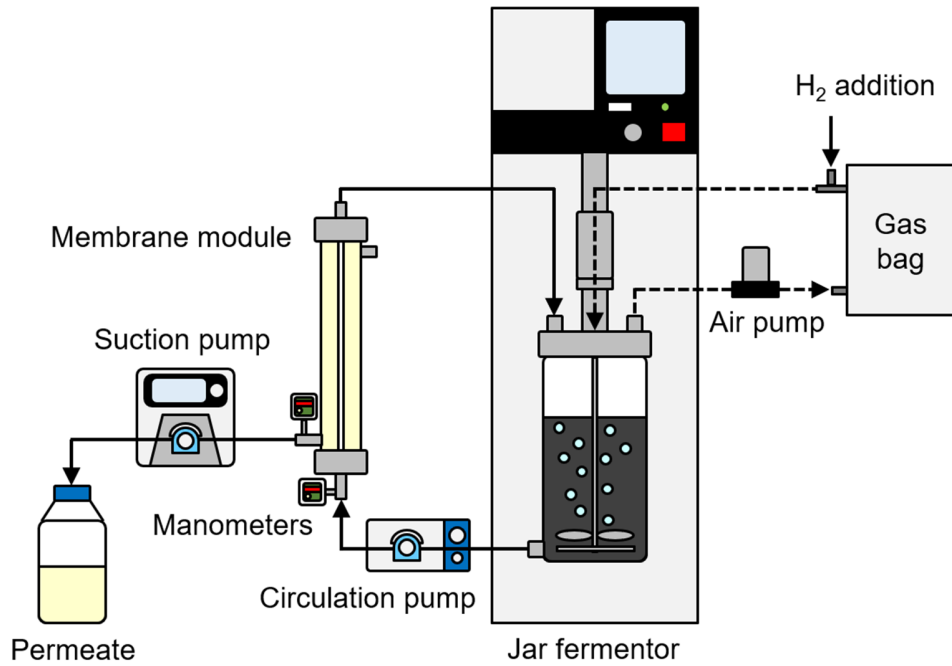 H₂ addition
Membrane module
Gas
bag
Air pump
Suction pump
Manometers
Circulation pump
Permeate
Jar fermentor